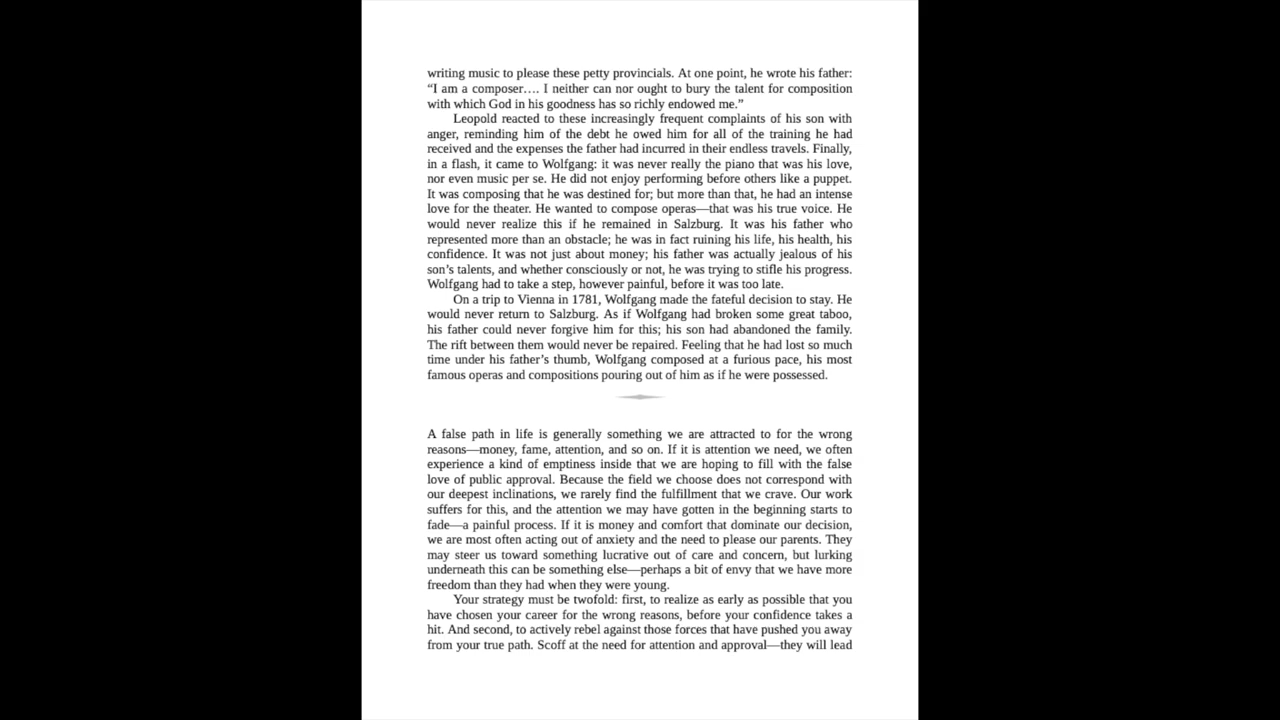 writing music to please these petty provincials. At one point, he wrote his father:
“I am a composer…. I neither can nor ought to bury the talent for composition
with which God in his goodness has so richly endowed me.”
Leopold reacted to these increasingly frequent complaints of his son with
anger, reminding him of the debt he owed him for all of the training he had
received and the expenses the father had incurred in their endless travels. Finally,
in a flash, it came to Wolfgang: it was never really the piano that was his love,
nor even music per se. He did not enjoy performing before others like a puppet.
It was composing that he was destined for; but more than that, he had an intense
love for the theater. He wanted to compose operas—that was his true voice. He
would never realize this if he remained in Salzburg. It was his father who
represented more than an obstacle; he was in fact ruining his life, his health, his
confidence. It was not just about money; his father was actually jealous of his
son’s talents, and whether consciously or not, he was trying to stifle his progress.
Wolfgang had to take a step, however painful, before it was too late.
On a trip to Vienna in 1781, Wolfgang made the fateful decision to stay. He
would never return to Salzburg. As if Wolfgang had broken some great taboo,
his father could never forgive him for this; his son had abandoned the family.
The rift between them would never be repaired. Feeling that he had lost so much
time under his father’s thumb, Wolfgang composed at a furious pace, his most
famous operas and compositions pouring out of him as if he were possessed.
A false path in life is generally something we are attracted to for the wrong
reasons—money, fame, attention, and so on. If it is attention we need, we often
experience a kind of emptiness inside that we are hoping to fill with the false
love of public approval. Because the field we choose does not correspond with
our deepest inclinations, we rarely find the fulfillment that we crave. Our work
suffers for this, and the attention we may have gotten in the beginning starts to
fade—a painful process. If it is money and comfort that dominate our decision,
we are most often acting out of anxiety and the need to please our parents. They
may steer us toward something lucrative out of care and concern, but lurking
underneath this can be something else—perhaps a bit of envy that we have more
freedom than they had when they were young.
Your strategy must be twofold: first, to realize as early as possible that you
have chosen your career for the wrong reasons, before your confidence takes a
hit. And second, to actively rebel against those forces that have pushed you away
from your true path. Scoff at the need for attention and approval—they will lead